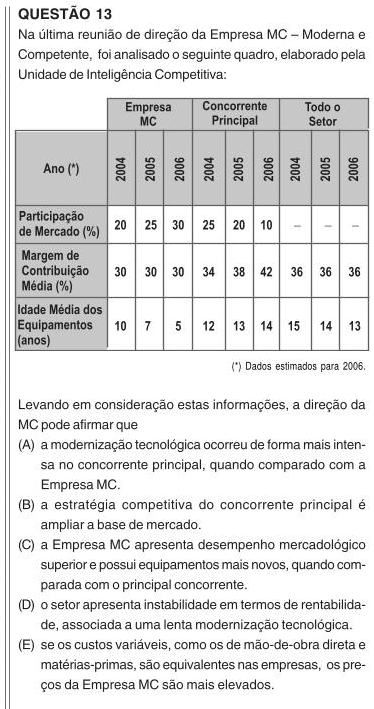 QUESTÃO 13
Na última reunião de direção da Empresa MC – Moderna e
Competente, foi analisado o seguinte quadro, elaborado pela
Unidade de Inteligência Competitiva:
Empresa MC Concorrente Principal Todo o Setor
Ano (*) 2004 2005 2006 2004 2005 2006 2004 2005 2006
Participação de Mercado (%) 20 25 30 25 20 10 – – –
Margem de Contribuição Média (%) 30 30 30 34 38 42 36 36 36
Idade Média dos Equipamentos (anos) 10 7 5 12 13 14 15 14 13
(*) Dados estimados para 2006.
Levando em consideração estas informações, a direção da
MC pode afirmar que
(A) a modernização tecnológica ocorreu de forma mais inten-
sa no concorrente principal, quando comparado com a
Empresa MC.
(B) a estratégia competitiva do concorrente principal é
ampliar a base de mercado.
(C) a Empresa MC apresenta desempenho mercadológico
superior e possui equipamentos mais novos, quando com-
parada com o principal concorrente.
(D) o setor apresenta instabilidade em termos de rentabilida-
de, associada a uma lenta modernização tecnológica.
(E) se os custos variáveis, como os de mão-de-obra direta e
matérias-primas, são equivalentes nas empresas, os pre-
ços da Empresa MC são mais elevados.